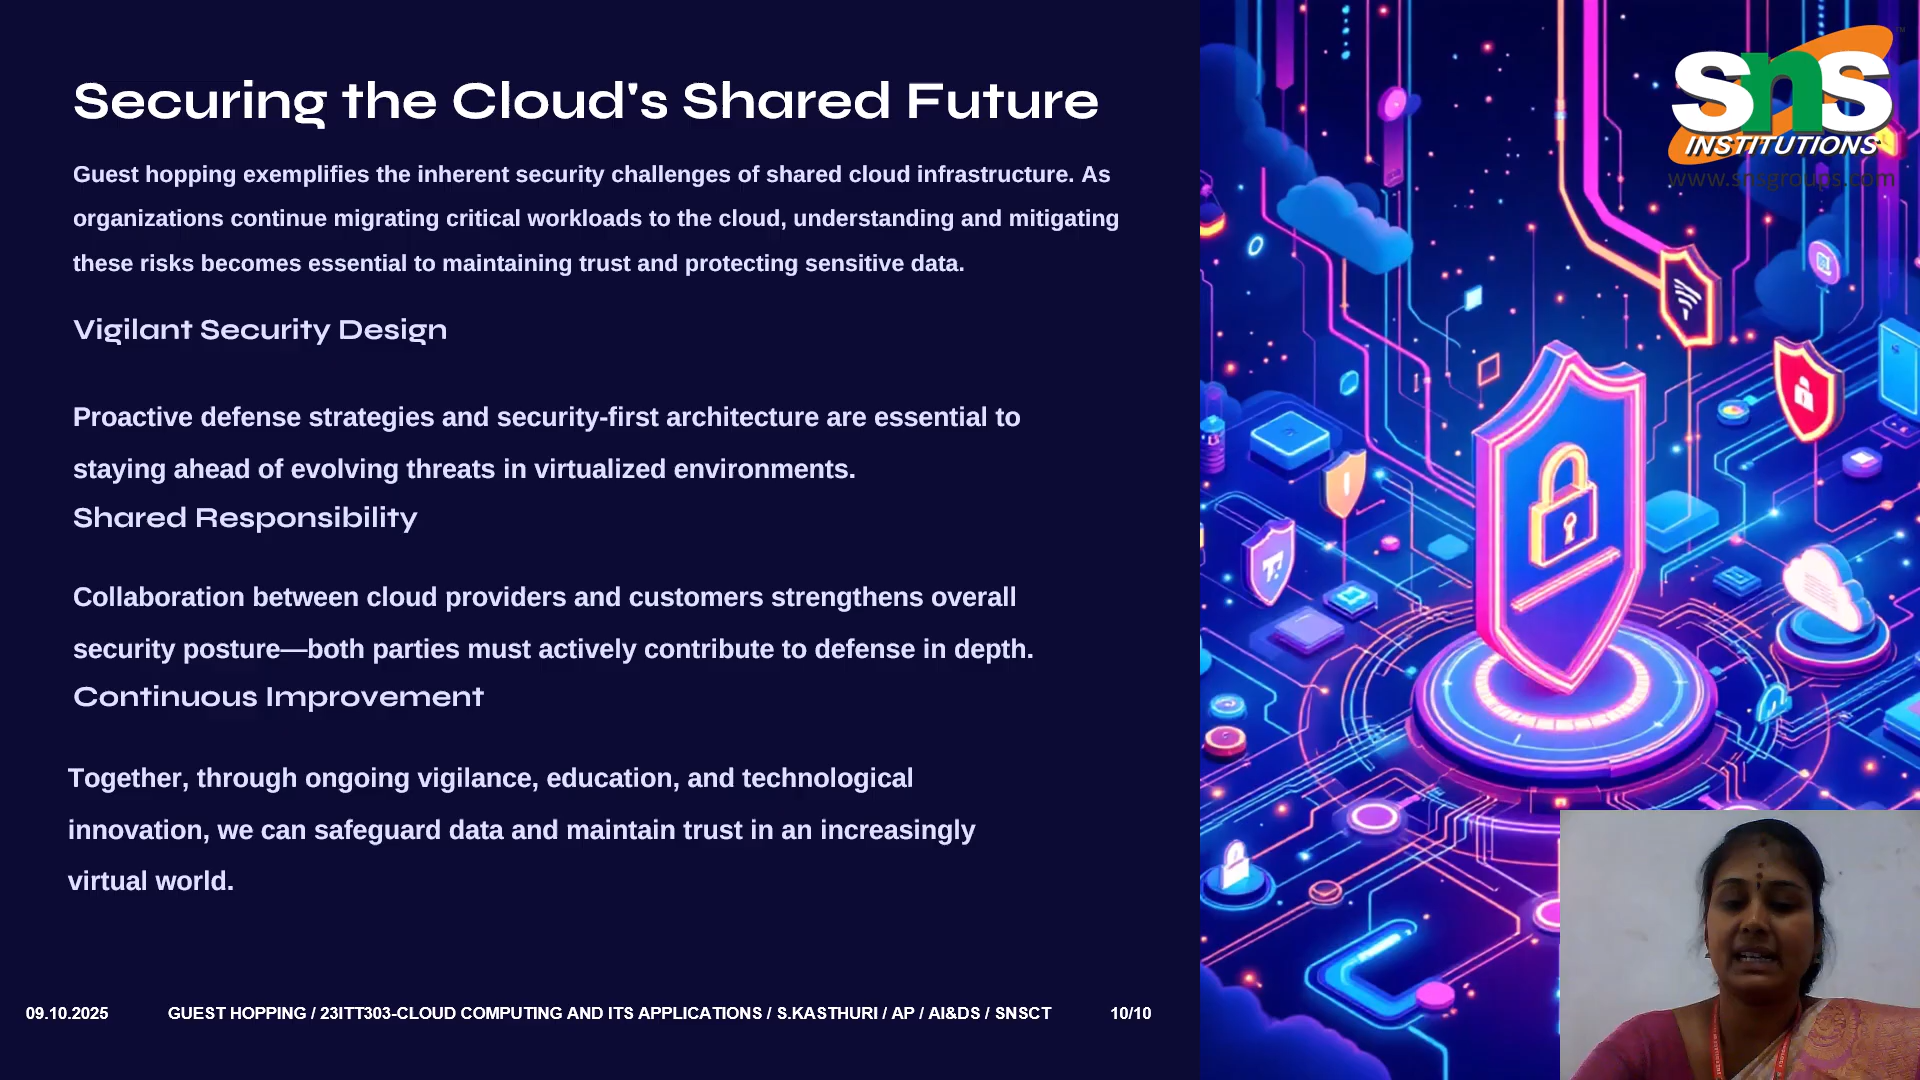 Securing the Cloud's Shared Future
Guest hopping exemplifies the inherent security challenges of shared cloud infrastructure. As
organizations continue migrating critical workloads to the cloud, understanding and mitigating
these risks becomes essential to maintaining trust and protecting sensitive data.
Vigilant Security Design
Proactive defense strategies and security-first architecture are essential to
staying ahead of evolving threats in virtualized environments.
Shared Responsibility
Collaboration between cloud providers and customers strengthens overall
security posture—both parties must actively contribute to defense in depth.
Continuous Improvement
Together, through ongoing vigilance, education, and technological
innovation, we can safeguard data and maintain trust in an increasingly
virtual world.
09.10.2025 GUEST HOPPING / 23ITT303-CLOUD COMPUTING AND ITS APPLICATIONS / S.KASTHURI / AP / AI&DS / SNSCT 10/10
sns
INSTITUTIONS
www.snsgroups.com